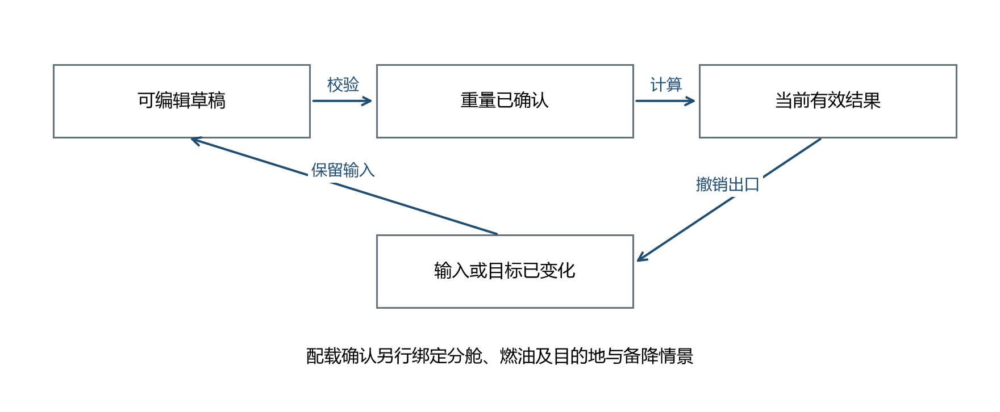 可编辑草稿
校验
重量已确认
计算
当前有效结果
保留输入
撤销出口
输入或目标已变化
配载确认另行绑定分舱、燃油及目的地与备降情景